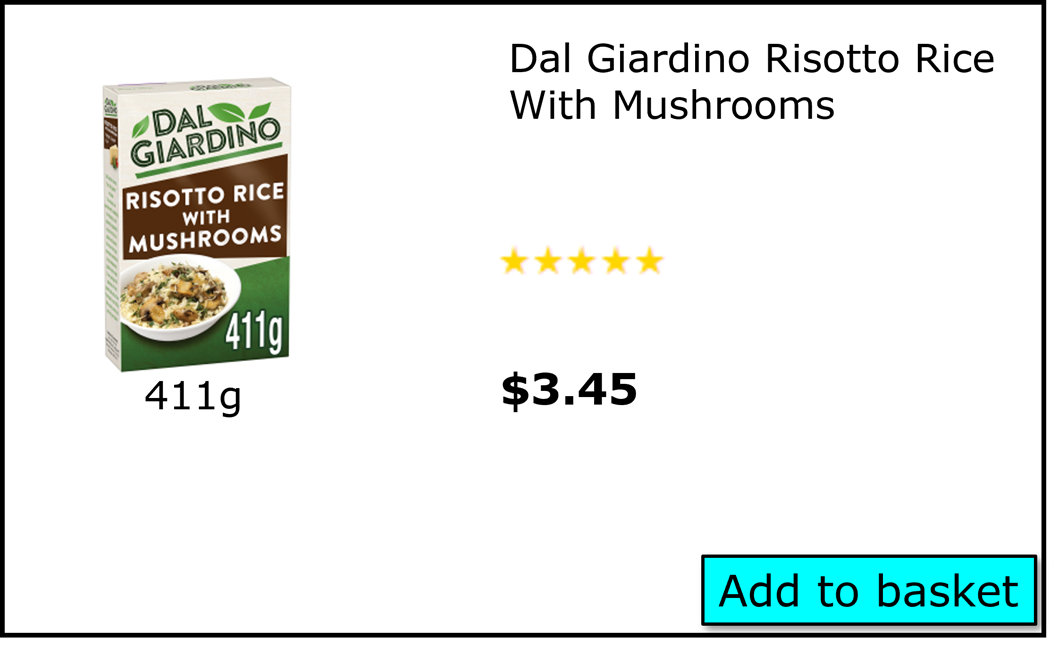 Dal Giardino Risotto Rice
With Mushrooms
DAL
GIARDINO
RISOTTO RICE
WITH
MUSHROOMS
411g
411g
$3.45
Add to basket